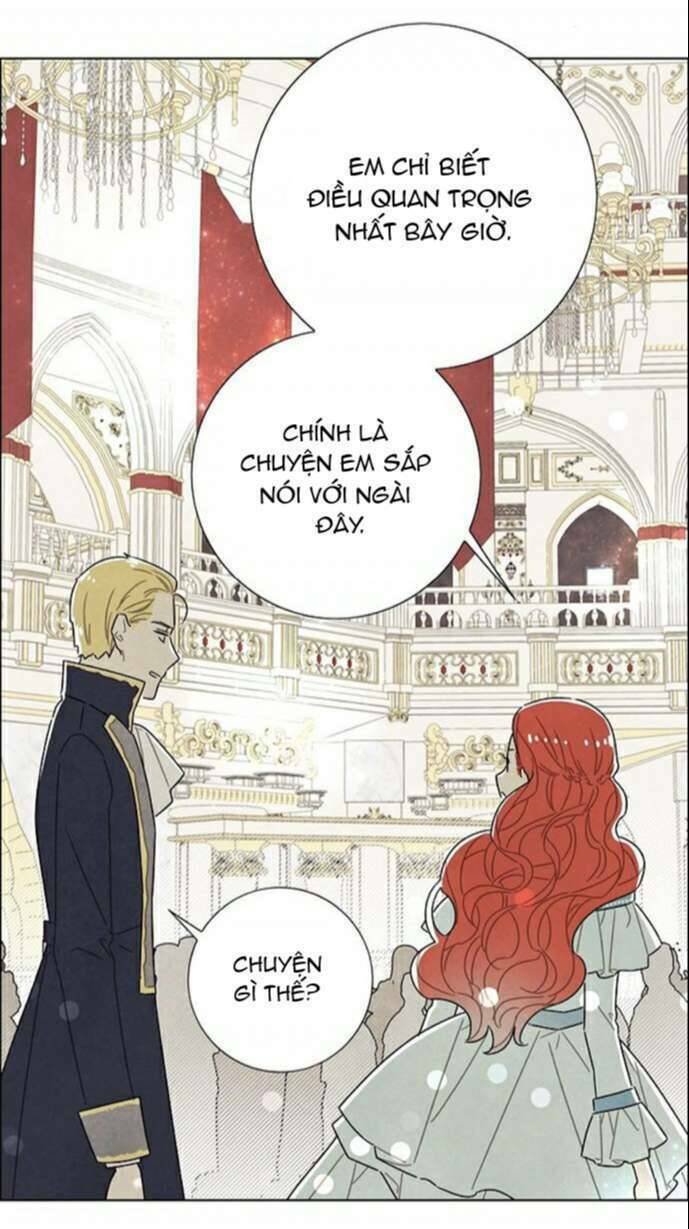 EM CHỈ BIẾT
ĐIỀU QUAN TRỌNG
NHẤT BÂY GIỜ.
CHÍNH LÀ
CHUYỆN EM SẮP
NÓI VỚI NGÀI
ĐÂY.
CHUYỆN
GÌ THẾ?